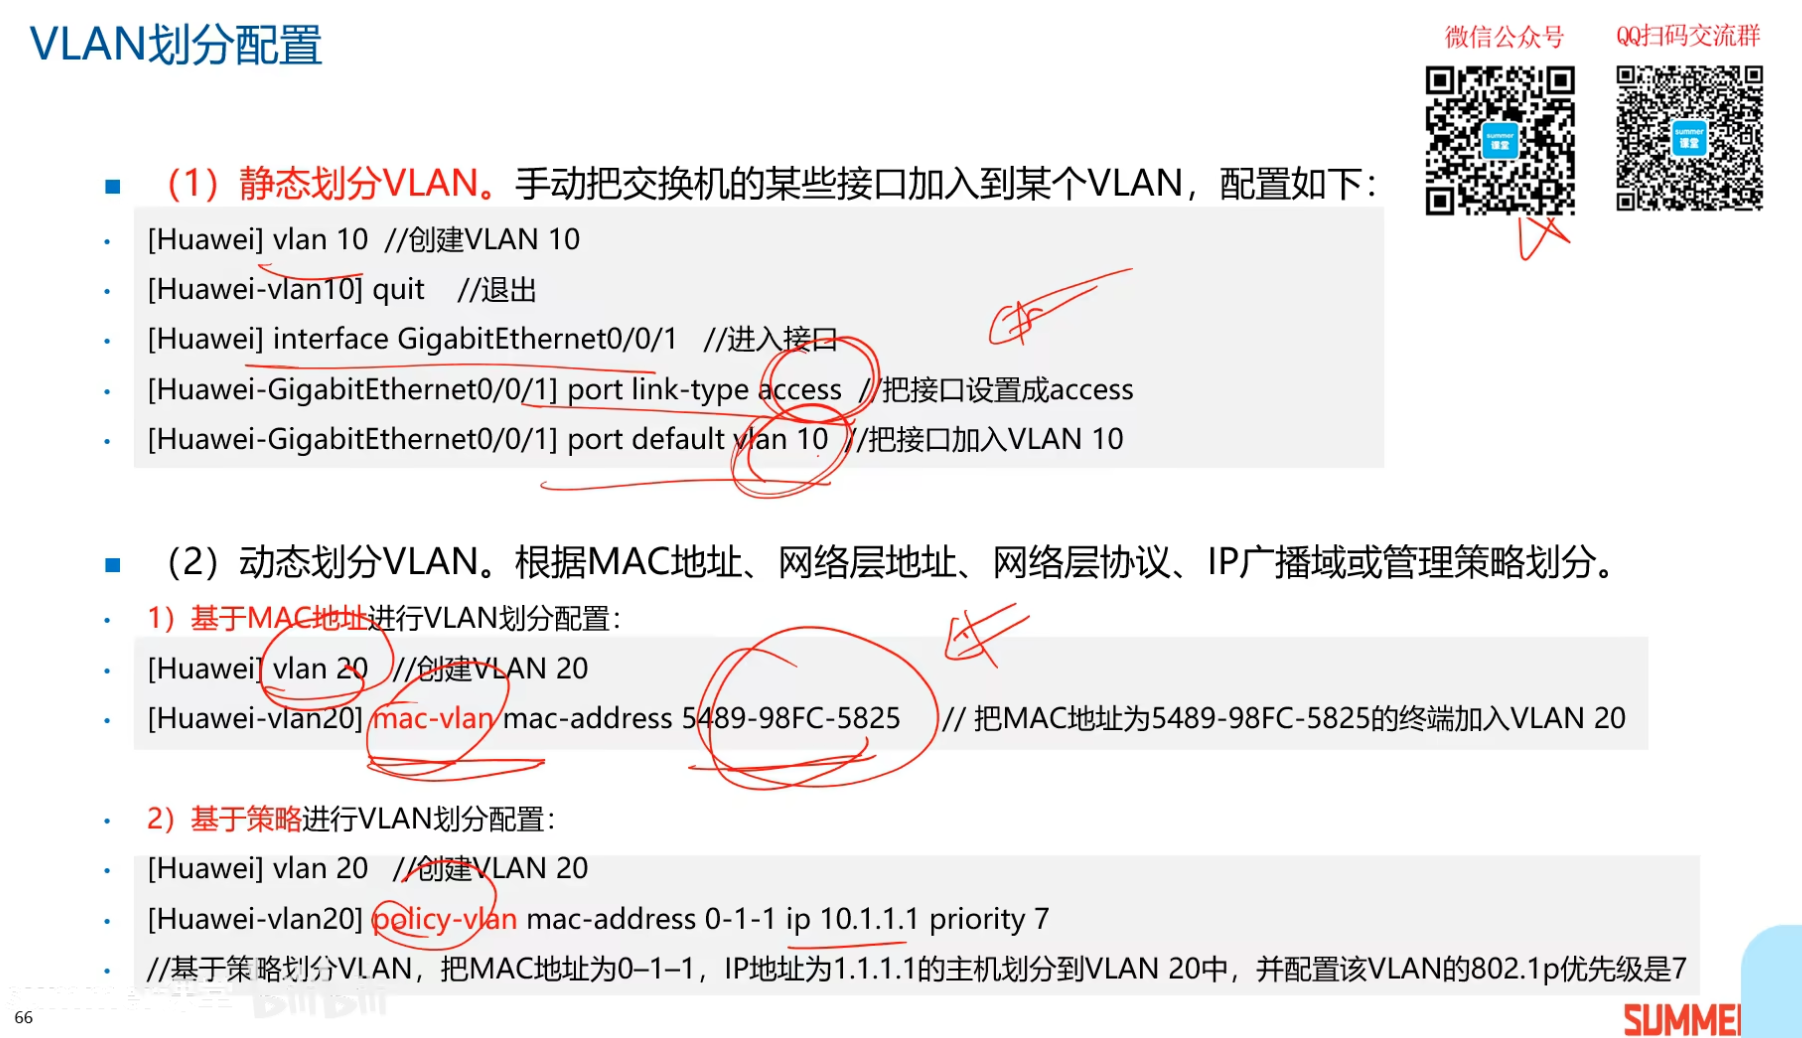 VLAN划分配置
微信公众号
QQ扫码交流群
summer
课堂
summer
课堂
（1）静态划分VLAN。手动把交换机的某些接口加入到某个VLAN，配置如下：
[Huawei] vlan 10 //创建VLAN 10
[Huawei-vlan10] quit //退出
[Huawei] interface GigabitEthernet0/0/1 //进入接口
[Huawei-GigabitEthernet0/0/1] port link-type access //把接口设置成access
[Huawei-GigabitEthernet0/0/1] port default vlan 10 //把接口加入VLAN 10
（2）动态划分VLAN。根据MAC地址、网络层地址、网络层协议、IP广播域或管理策略划分。
1）基于MAC地址进行VLAN划分配置：
[Huawei] vlan 20 //创建VLAN 20
[Huawei-vlan20] mac-vlan mac-address 5489-98FC-5825 // 把MAC地址为5489-98FC-5825的终端加入VLAN 20
2）基于策略进行VLAN划分配置：
[Huawei] vlan 20 //创建VLAN 20
[Huawei-vlan20] policy-vlan mac-address 0-1-1 ip 10.1.1.1 priority 7
//基于策略划分VLAN，把MAC地址为0–1–1，IP地址为1.1.1.1的主机划分到VLAN 20中，并配置该VLAN的802.1p优先级是7
课堂 bilibili
66
SUMMER